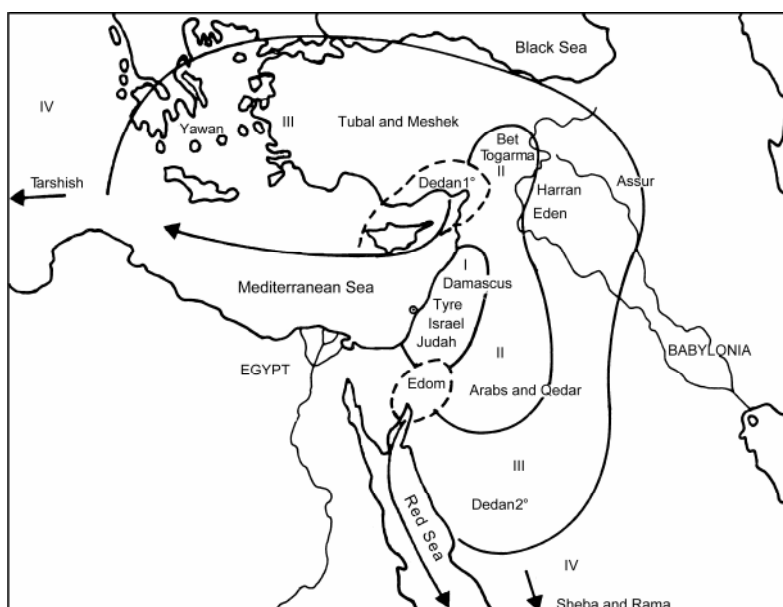 Black Sea
IV
Yawan
III
Tubal and Meshek
Bet
Togarma
II
Tarshish
Dedan1°
Harran
Assur
Eden
I
Damascus
Mediterranean Sea
Tyre
Israel
Judah
BABYLONIA
II
EGYPT
Edom
Arabs and Qedar
III
Dedan2°
Red Sea
IV
Sheba and Rama